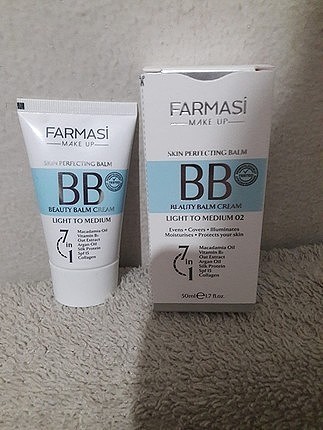 FARMASi
MAKE UP
SKIN PERFECTING BALM
BB
BEAUTY BALM CREAM
LIGHT TO MEDIUM
7 in 1
Macadamia Oil
Vitamin B5
Oat Extract
Argan Oil
Silk Protein
Spf 15
Collagen
FARMASi
MAKE UP
SKIN PERFECTING BALM
BB
BEAUTY BALM CREAM
LIGHT TO MEDIUM 02
Evens • Covers • Illuminates
Moisturises • Protects your skin
7 in 1
Macadamia Oil
Vitamin B5
Oat Extract
Argan Oil
Silk Protein
Spf 15
Collagen
50ml ℮ 1.7 fl.oz.